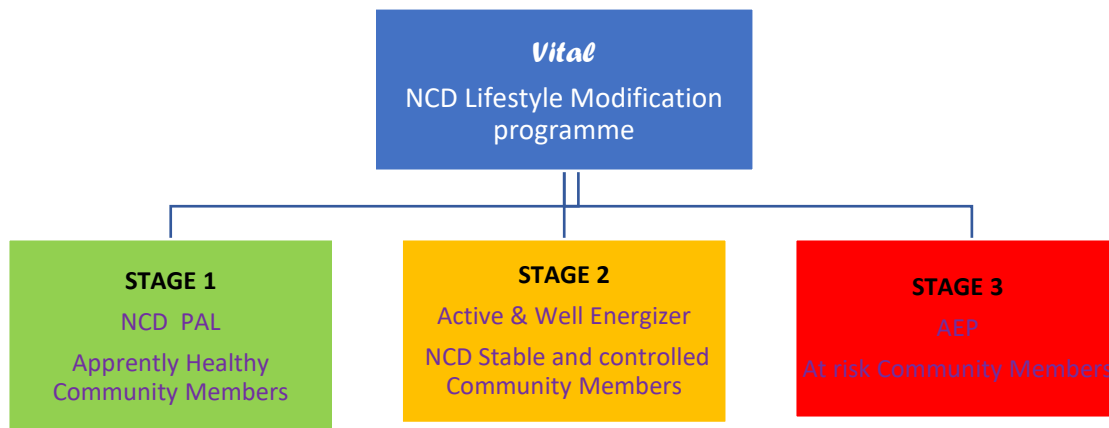 Vital
NCD Lifestyle Modification
programme
STAGE 1
NCD PAL
Apprently Healthy
Community Members
STAGE 2
Active & Well Energizer
NCD Stable and controlled
Community Members
STAGE 3
AEP
At risk Community Members